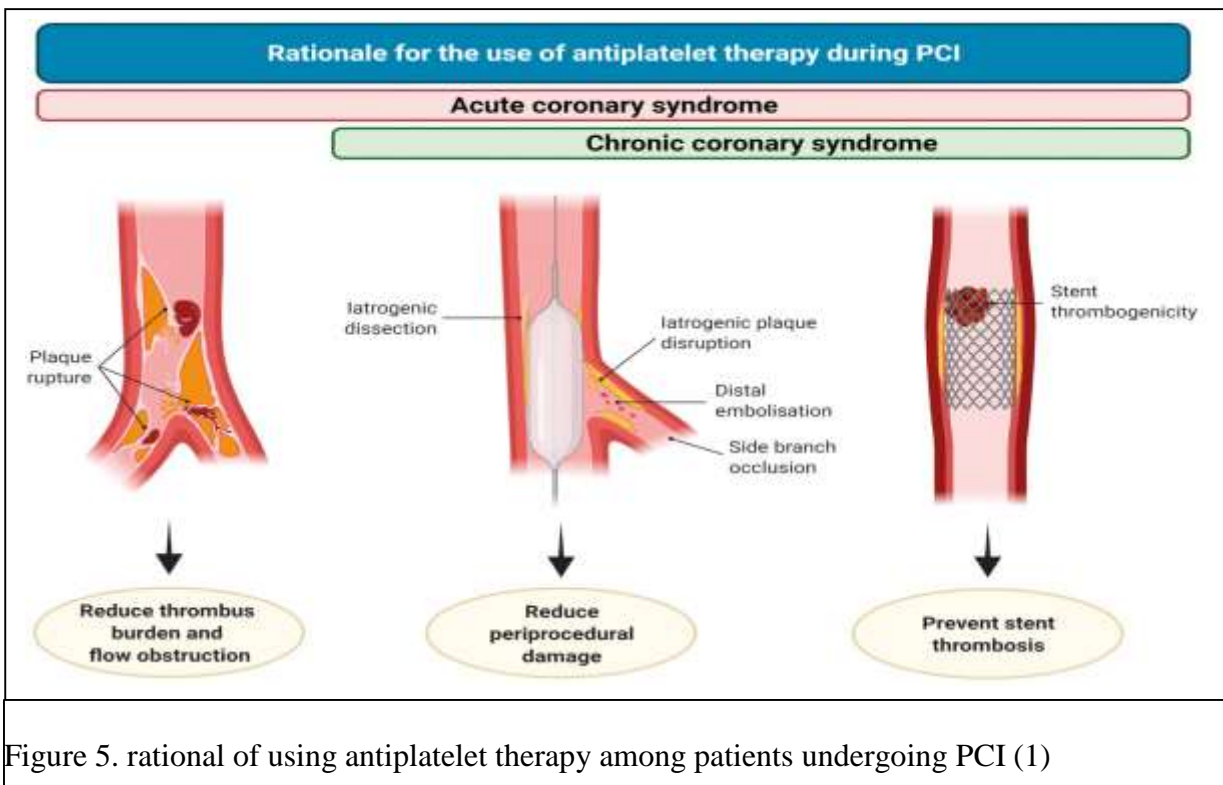 Rationale for the use of antiplatelet therapy during PCI
Acute coronary syndrome
Chronic coronary syndrome
Plaque
rupture
Iatrogenic
dissection
Iatrogenic plaque
disruption
Distal
embolisation
Side branch
occlusion
Stent
thrombogenicity
Reduce thrombus
burden and
flow obstruction
Reduce
periprocedural
damage
Prevent stent
thrombosis
Figure 5. rational of using antiplatelet therapy among patients undergoing PCI (1)